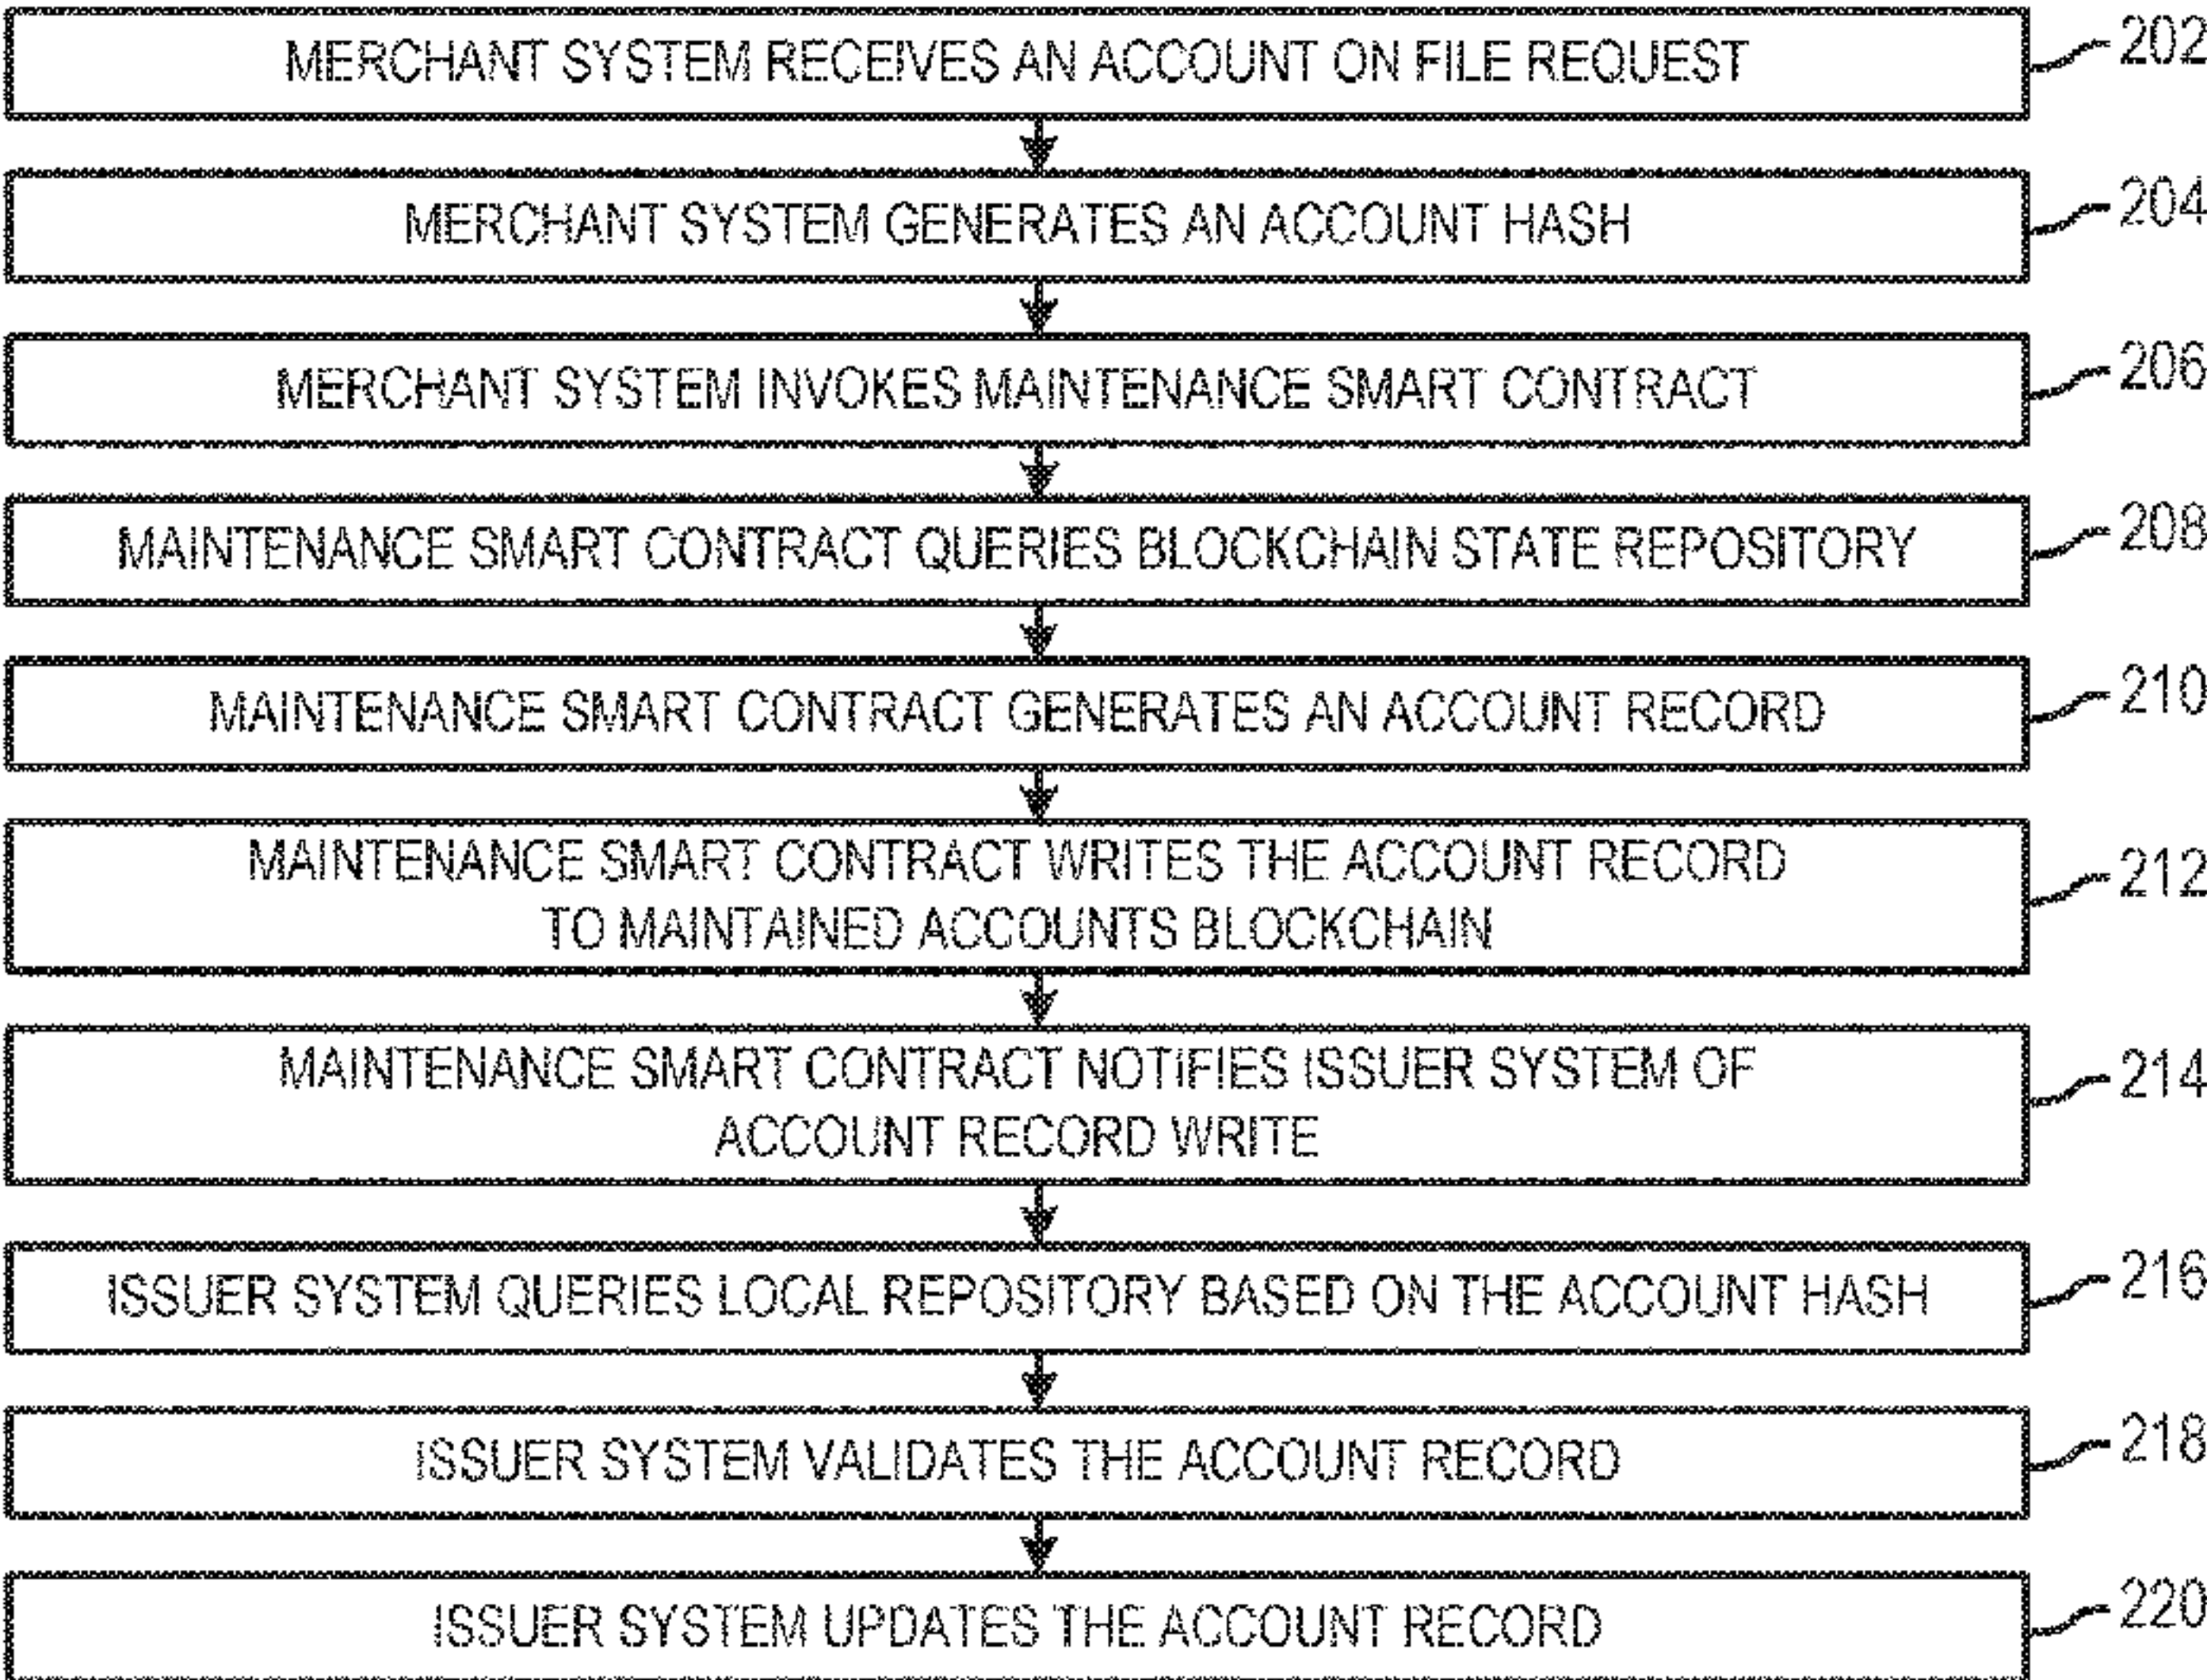 MERCHANT SYSTEM RECEIVES AN ACCOUNT ON FILE REQUEST
202
MERCHANT SYSTEM GENERATES AN ACCOUNT HASH
204
MERCHANT SYSTEM INVOKES MAINTENANCE SMART CONTRACT
206
MAINTENANCE SMART CONTRACT QUERIES BLOCKCHAIN STATE REPOSITORY
208
MAINTENANCE SMART CONTRACT GENERATES AN ACCOUNT RECORD
210
MAINTENANCE SMART CONTRACT WRITES THE ACCOUNT RECORD
TO MAINTAINED ACCOUNTS BLOCKCHAIN
212
MAINTENANCE SMART CONTRACT NOTIFIES ISSUER SYSTEM OF
ACCOUNT RECORD WRITE
214
ISSUER SYSTEM QUERIES LOCAL REPOSITORY BASED ON THE ACCOUNT HASH
216
ISSUER SYSTEM VALIDATES THE ACCOUNT RECORD
218
ISSUER SYSTEM UPDATES THE ACCOUNT RECORD
220